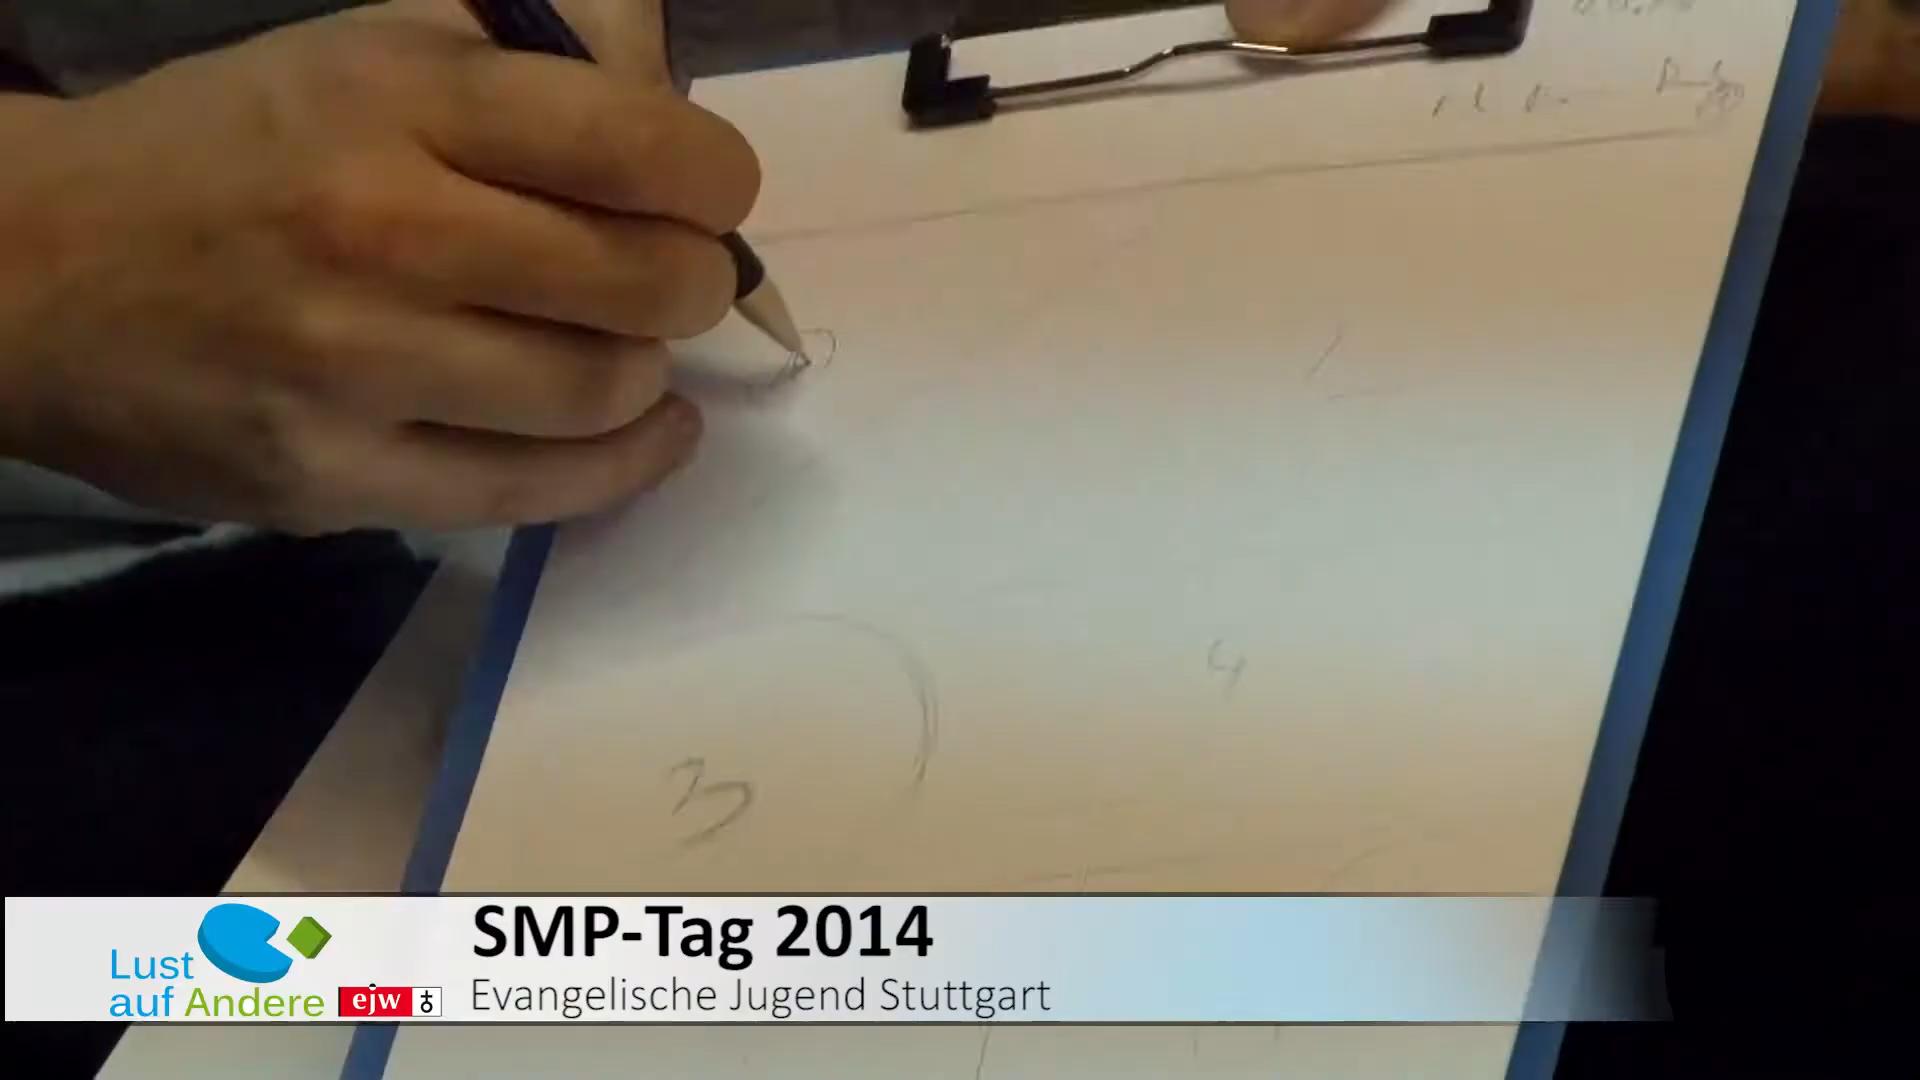 3
4
SMP-Tag 2014
Evangelische Jugend Stuttgart
Lust
auf Andere
ejw